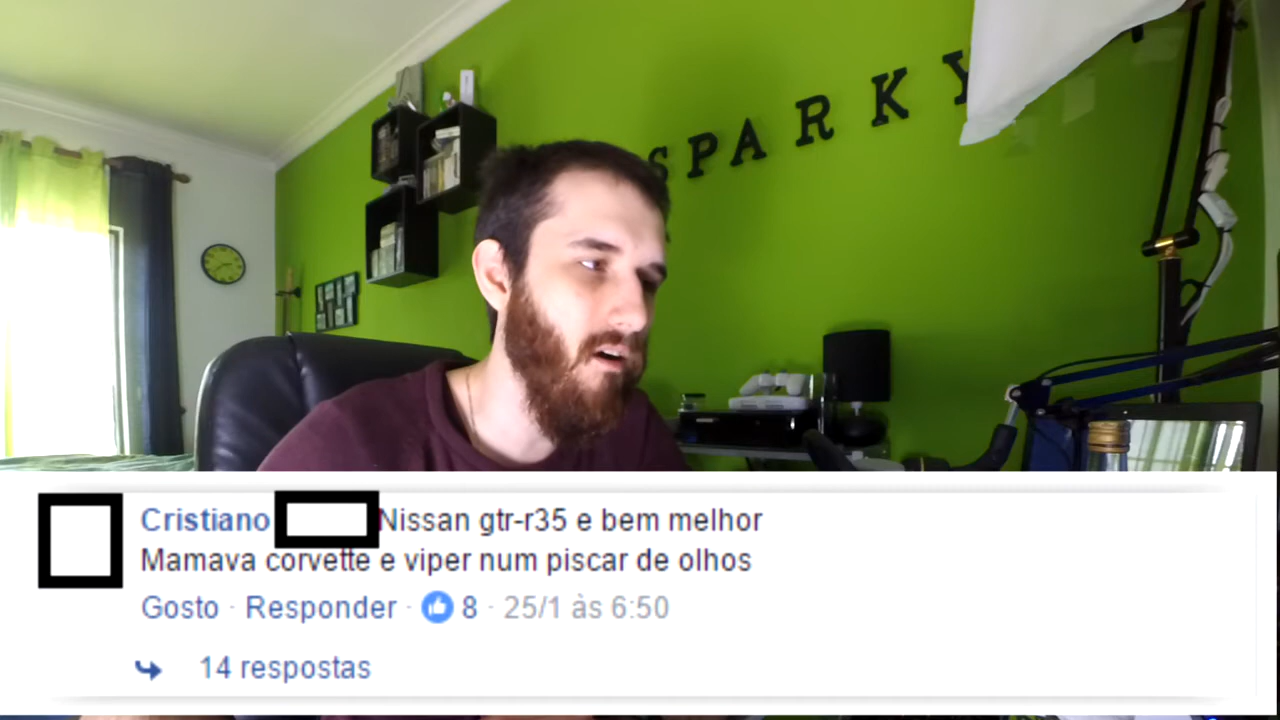 SPARKY
Cristiano Nissan gtr-r35 e bem melhor
Mamava corvette e viper num piscar de olhos
Gosto · Responder · 8 · 25/1 às 6:50
14 respostas